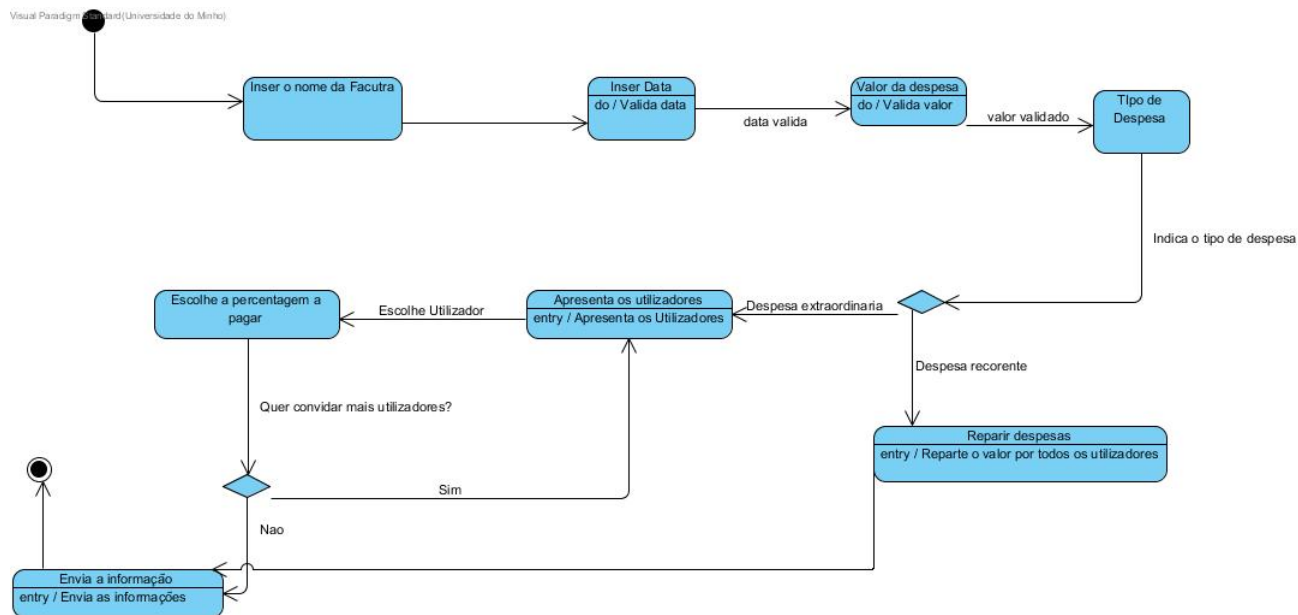 Visual Paradigm Standard(Universidade do Minho)
Inser o nome da Facutra
Inser Data
do / Valida data
data valida
Valor da despesa
do / Valida valor
valor validado
TIpo de
Despesa
Indica o tipo de despesa
Despesa extraordinaria
Apresenta os utilizadores
entry / Apresenta os Utilizadores
Escolhe Utilizador
Escolhe a percentagem a
pagar
Despesa recorente
Quer convidar mais utilizadores?
Reparir despesas
entry / Reparte o valor por todos os utilizadores
Sim
Nao
Envia a informação
entry / Envia as informações